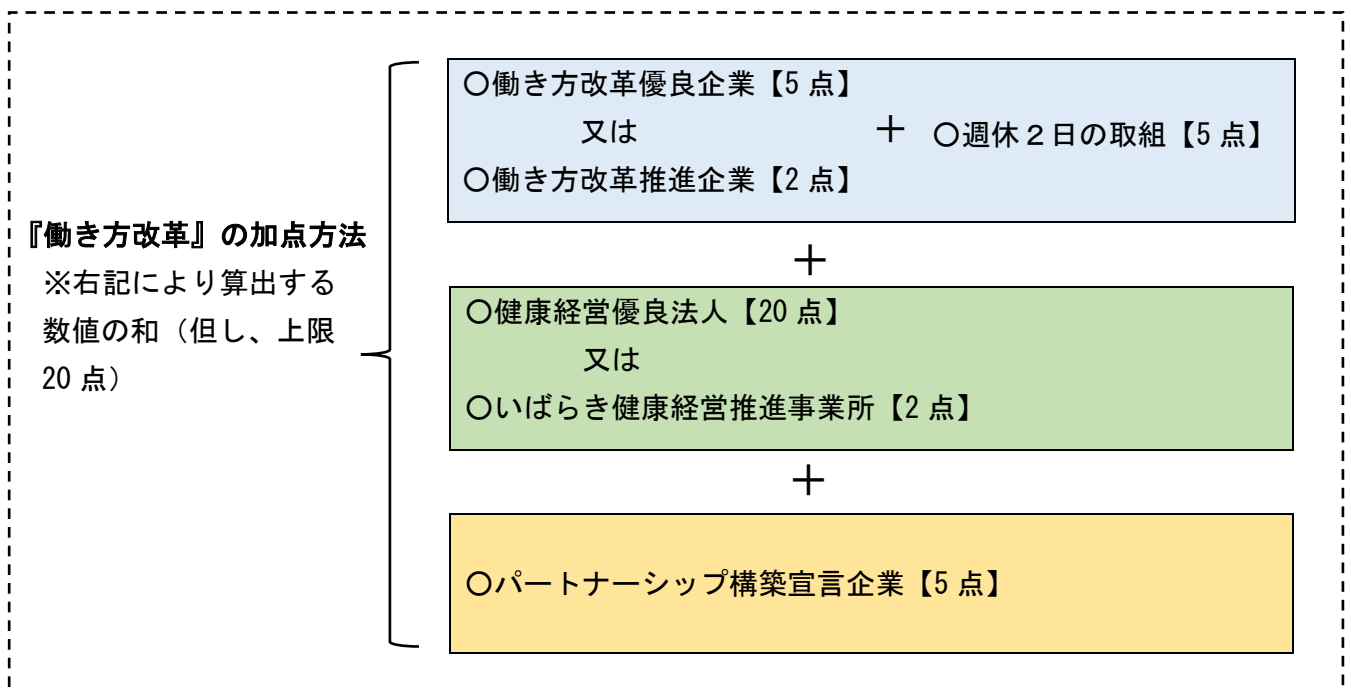 『働き方改革』の加点方法
※右記により算出する
数値の和（但し、上限
20 点）
〇働き方改革優良企業【5 点】
又は
＋ 〇週休２日の取組【5 点】
〇働き方改革推進企業【2 点】
＋
〇健康経営優良法人【20 点】
又は
〇いばらき健康経営推進事業所【2 点】
＋
〇パートナーシップ構築宣言企業【5 点】